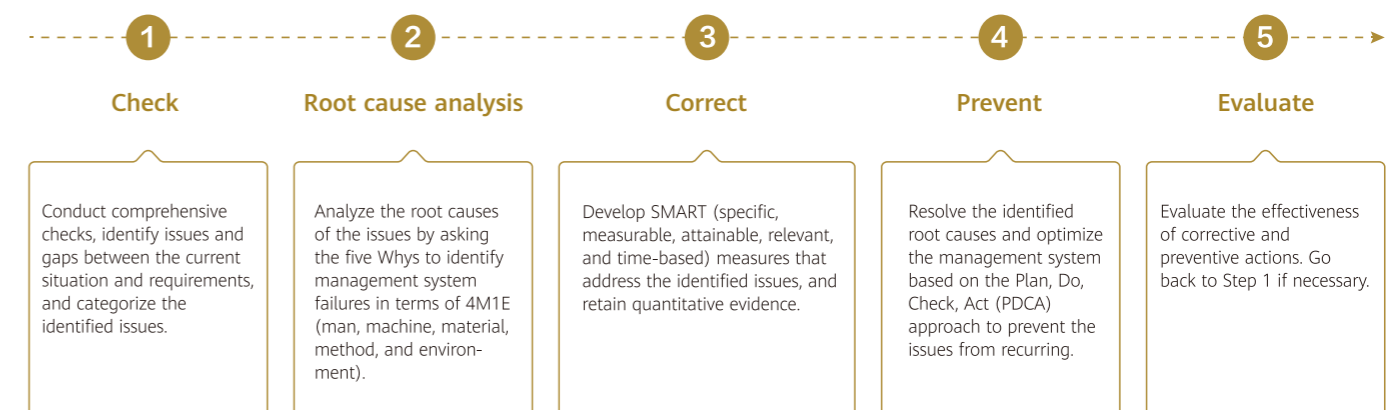 1
2
3
4
5
Check
Root cause analysis
Correct
Prevent
Evaluate
Conduct comprehensive
checks, identify issues and
gaps between the current
situation and requirements,
and categorize the
identified issues.
Analyze the root causes
of the issues by asking
the five Whys to identify
management system
failures in terms of 4M1E
(man, machine, material,
method, and environ-
ment).
Develop SMART (specific,
measurable, attainable, relevant,
and time-based) measures that
address the identified issues, and
retain quantitative evidence.
Resolve the identified
root causes and optimize
the management system
based on the Plan, Do,
Check, Act (PDCA)
approach to prevent the
issues from recurring.
Evaluate the effectiveness
of corrective and
preventive actions. Go
back to Step 1 if necessary.